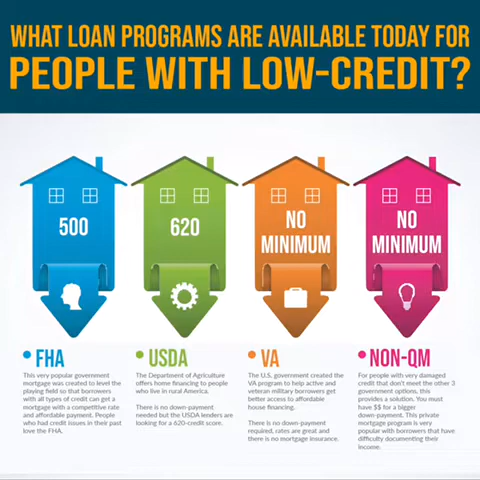 WHAT LOAN PROGRAMS ARE AVAILABLE TODAY FOR
PEOPLE WITH LOW-CREDIT?
500
620
NO
MINIMUM
NO
MINIMUM
FHA
This very popular government
mortgage was created to level the
playing field so that borrowers
with all types of credit can get a
mortgage with a competitive rate
and affordable payment. People
who had credit issues in their past
love the FHA.
USDA
The Department of Agriculture
offers home financing to people
who live in rural America.
There is no down-payment
needed but the USDA lenders are
looking for a 620-credit score.
VA
The U.S. government created the
VA program to help active and
veteran military borrowers get
better access to affordable
house financing.
There is no down-payment
required, rates are great and
there is no mortgage insurance.
NON-QM
For people with very damaged
credit that don't meet the other 3
government options, this
provides a solution. You must
have $$ for a bigger
down-payment. This private
mortgage program is very
popular with borrowers that have
difficulty documenting their
income.